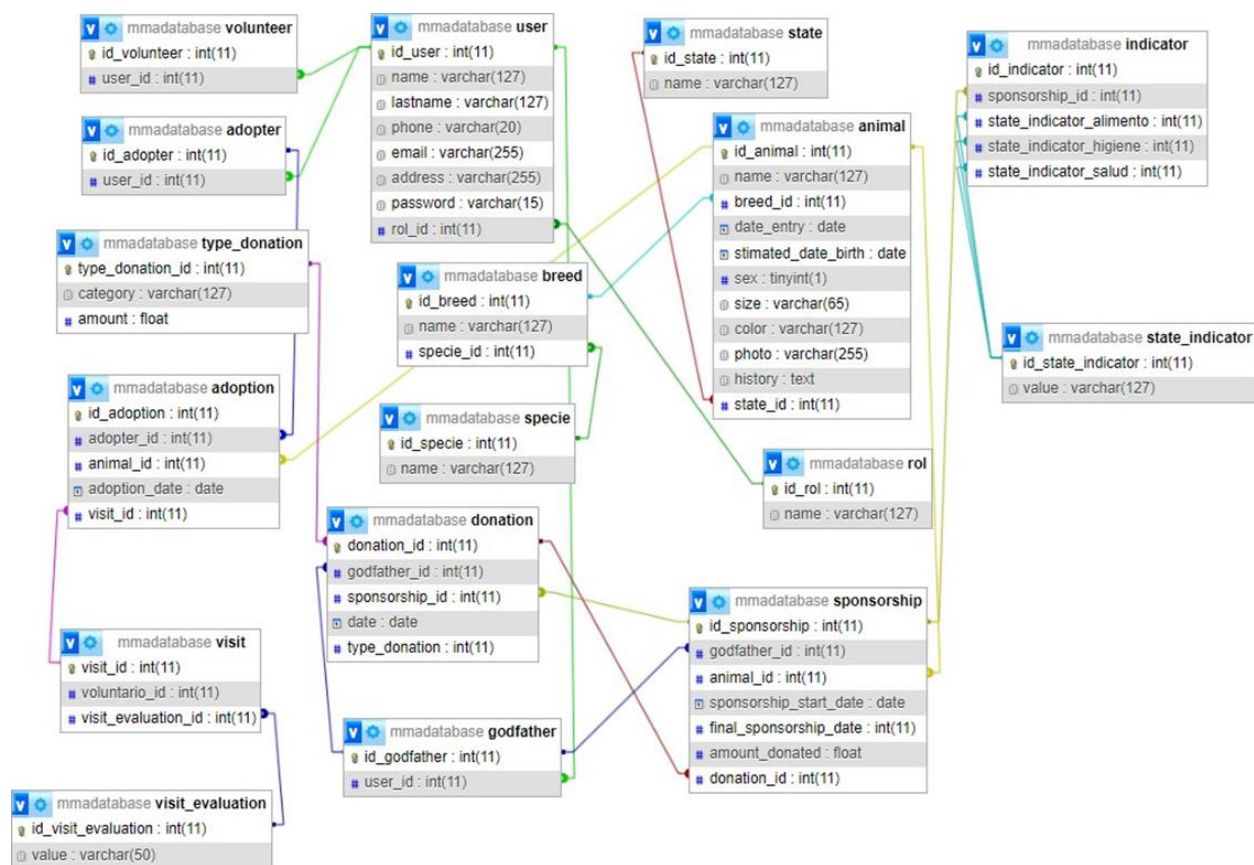 mmadatabase volunteer
id_volunteer : int(11)
user_id : int(11)
mmadatabase user
id_user : int(11)
name : varchar(127)
lastname : varchar(127)
phone : varchar(20)
email : varchar(255)
address : varchar(255)
password : varchar(15)
rol_id : int(11)
mmadatabase state
id_state : int(11)
name : varchar(127)
mmadatabase indicator
id_indicator : int(11)
sponsorship_id : int(11)
state_indicator_alimento : int(11)
state_indicator_higiene : int(11)
state_indicator_salud : int(11)
mmadatabase adopter
id_adopter : int(11)
user_id : int(11)
mmadatabase animal
id_animal : int(11)
name : varchar(127)
breed_id : int(11)
date_entry : date
stimated_date_birth : date
sex : tinyint(1)
size : varchar(65)
color : varchar(127)
photo : varchar(255)
history : text
state_id : int(11)
mmadatabase type_donation
type_donation_id : int(11)
category : varchar(127)
amount : float
mmadatabase breed
id_breed : int(11)
name : varchar(127)
specie_id : int(11)
mmadatabase state_indicator
id_state_indicator : int(11)
value : varchar(127)
mmadatabase adoption
id_adoption : int(11)
adopter_id : int(11)
animal_id : int(11)
adoption_date : date
visit_id : int(11)
mmadatabase specie
id_specie : int(11)
name : varchar(127)
mmadatabase rol
id_rol : int(11)
name : varchar(127)
mmadatabase donation
donation_id : int(11)
godfather_id : int(11)
sponsorship_id : int(11)
date : date
type_donation : int(11)
mmadatabase sponsorship
id_sponsorship : int(11)
godfather_id : int(11)
animal_id : int(11)
sponsorship_start_date : date
final_sponsorship_date : int(11)
amount_donated : float
donation_id : int(11)
mmadatabase visit
visit_id : int(11)
voluntario_id : int(11)
visit_evaluation_id : int(11)
mmadatabase godfather
id_godfather : int(11)
user_id : int(11)
mmadatabase visit_evaluation
id_visit_evaluation : int(11)
value : varchar(50)